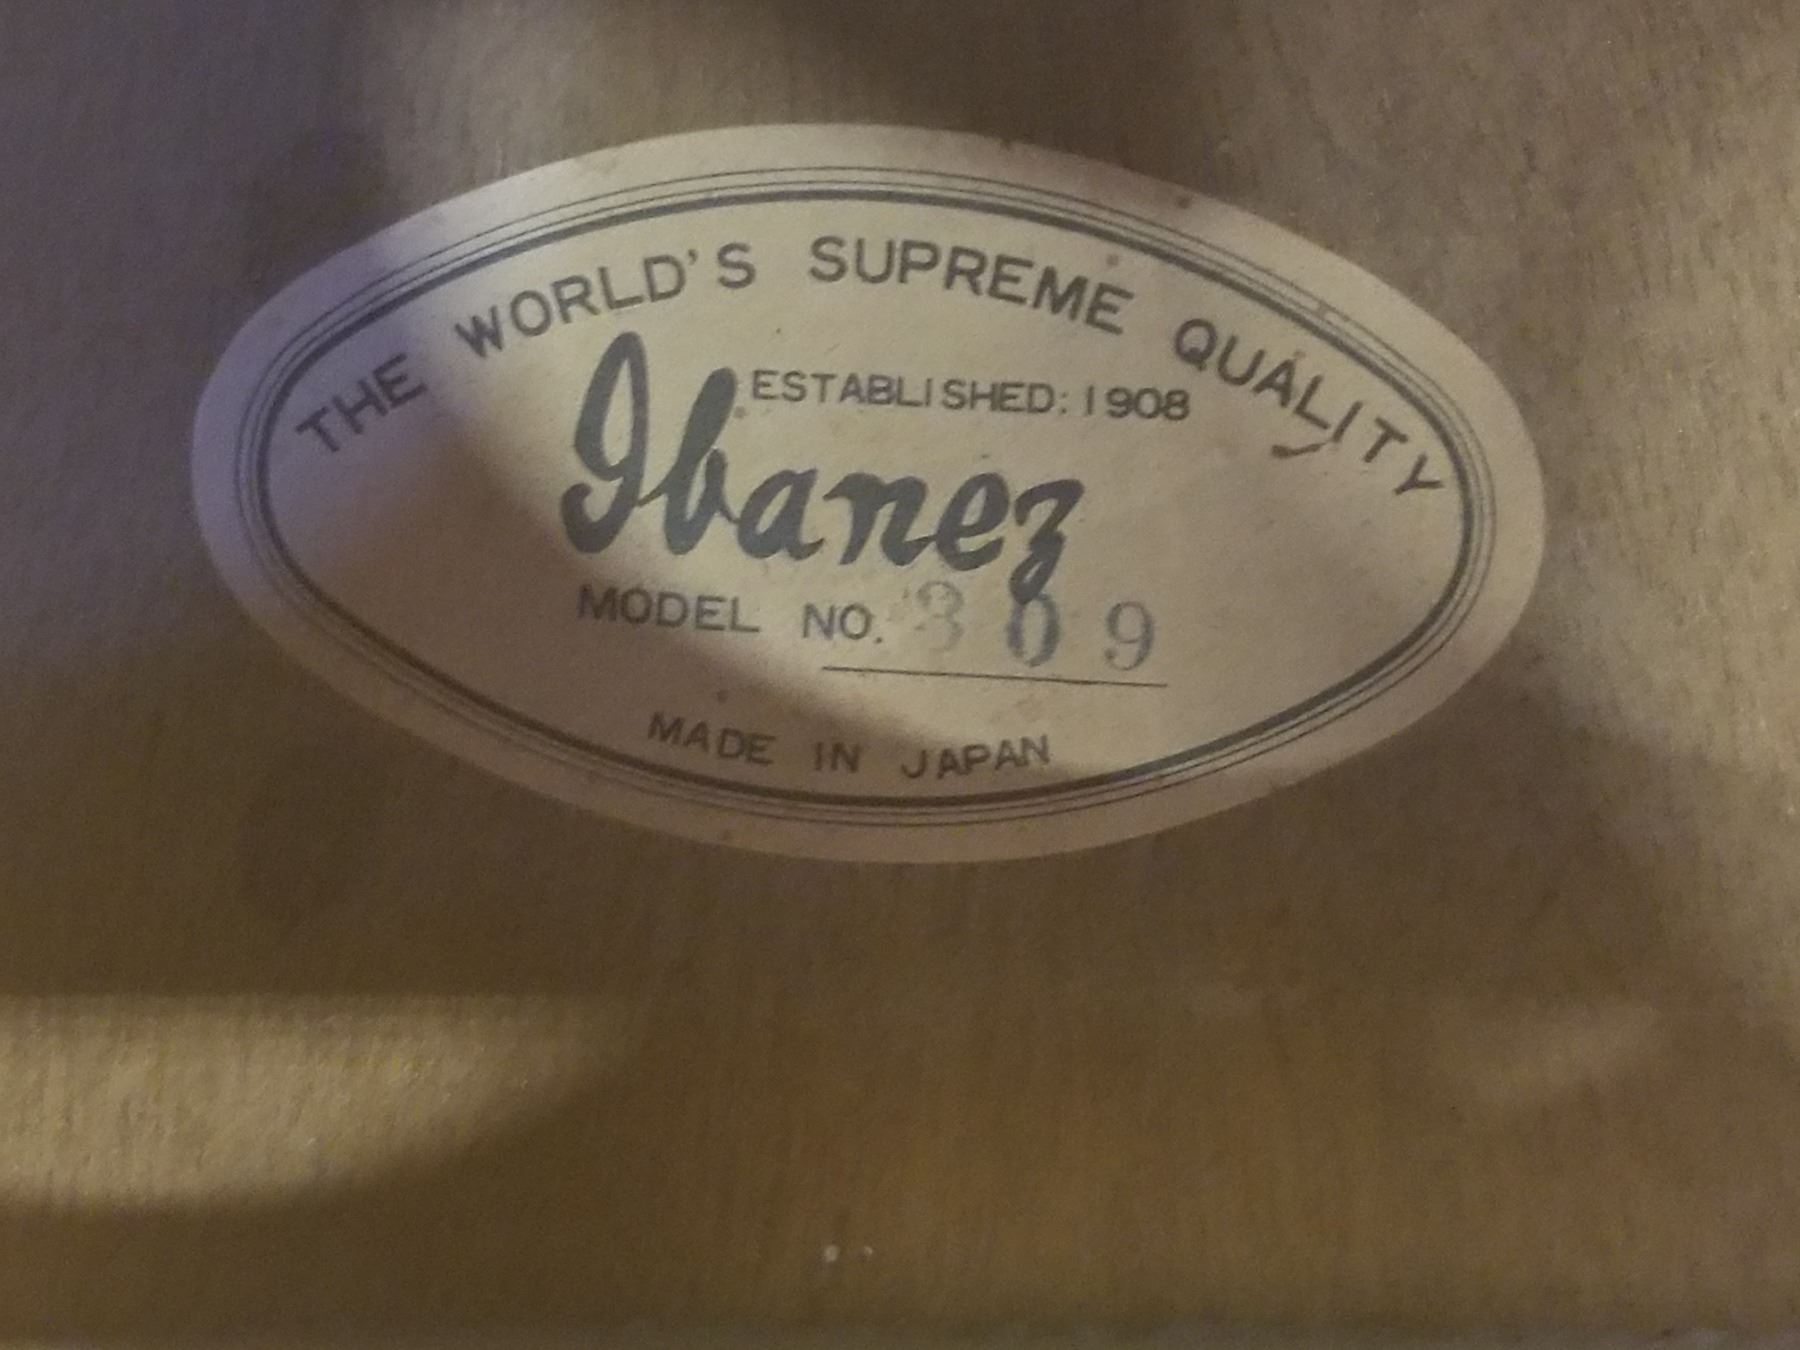 THE WORLD'S SUPREME QUALITY
ESTABLISHED: 1908
Ibanez
MODEL NO. 309
MADE IN JAPAN